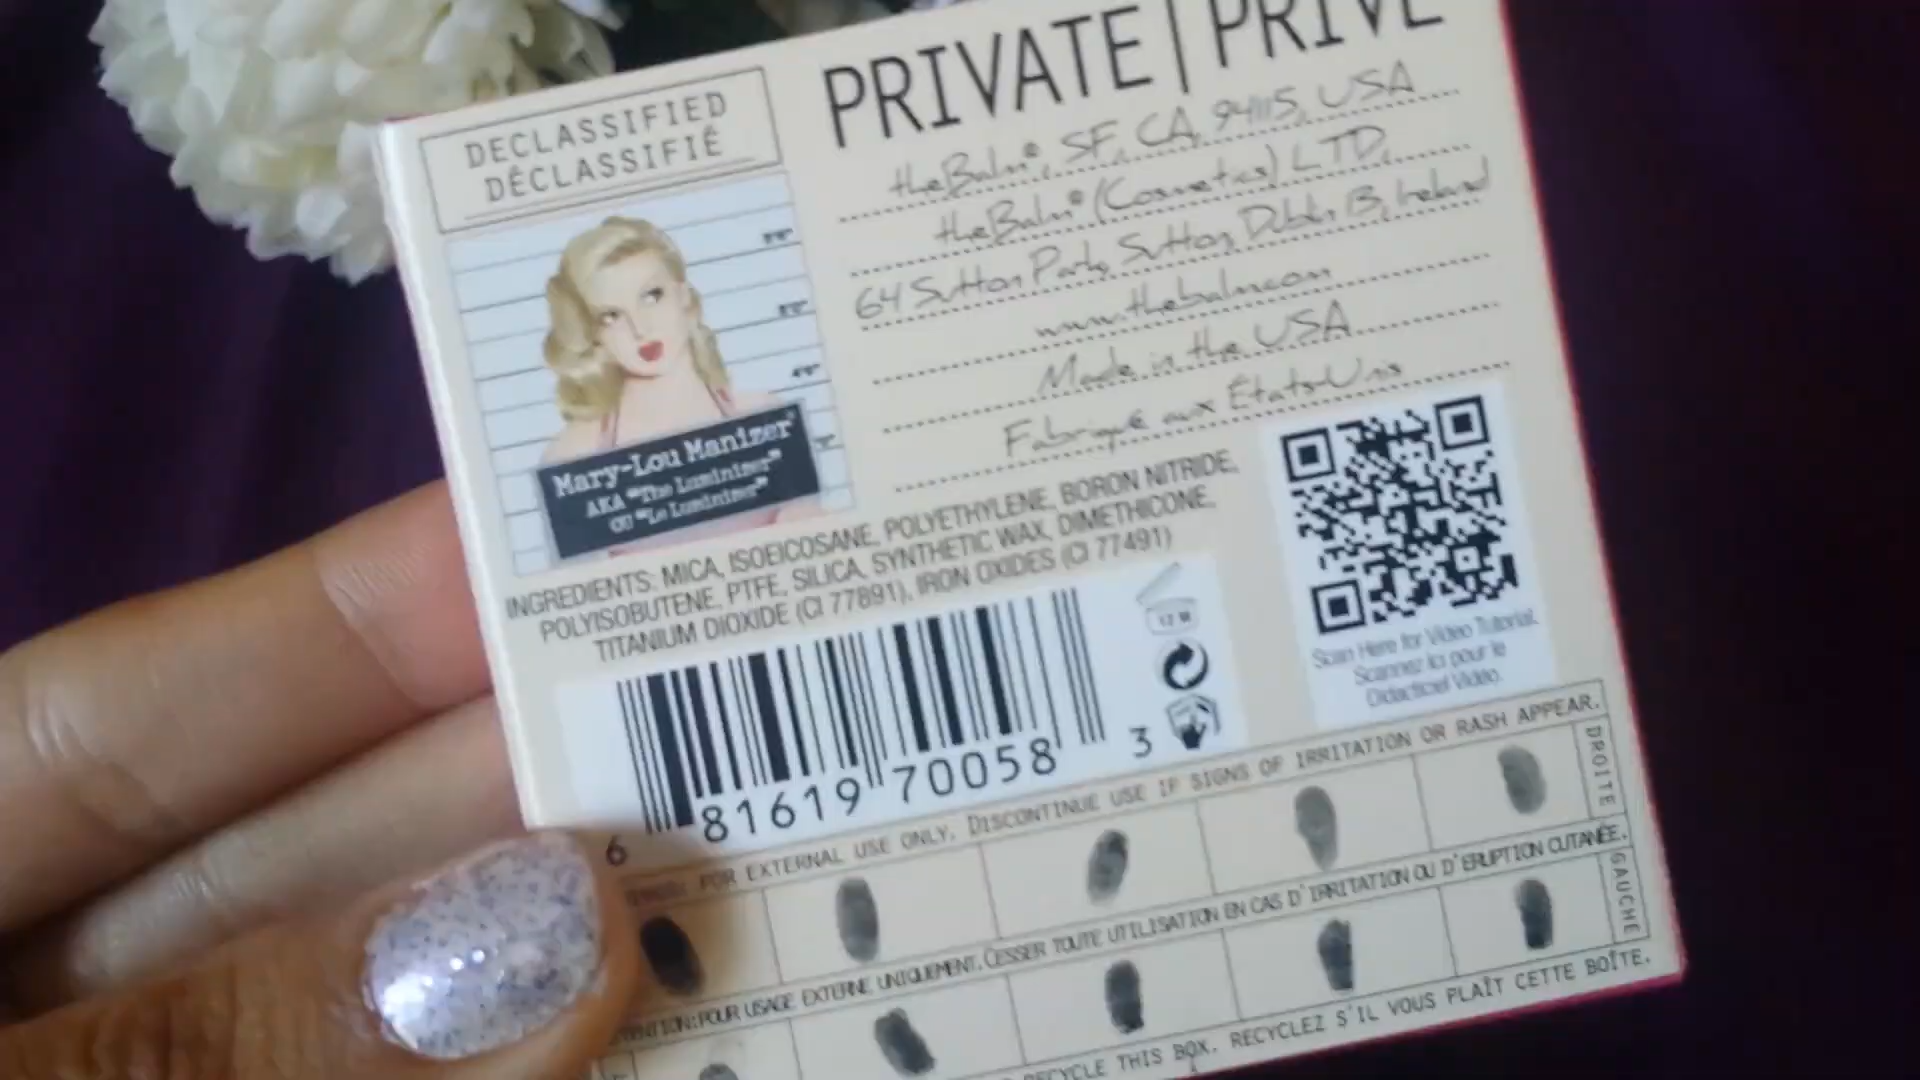 DECLASSIFIED
DÉCLASSIFIÉ
PRIVATE | PRIVÉ
theBalm®, SF, CA, 94115, USA
theBalm® (Cosmetics) LTD,
64 Sutton Park, Sutton, Dublin 13, Ireland
www.thebalm.com
Made in the USA
Fabriqué aux États-Unis
Mary-Lou Manizer®
AKA "The Luminizer"
OU "Le Luminizer"
INGREDIENTS: MICA, ISOEICOSANE, POLYETHYLENE, BORON NITRIDE,
POLYISOBUTENE, PTFE, SILICA, SYNTHETIC WAX, DIMETHICONE,
TITANIUM DIOXIDE (CI 77891), IRON OXIDES (CI 77491)
12 M
Scan Here for Video Tutorial.
Scannez Ici pour le
Didacticiel Vidéo.
6 81619 70058 3
FOR EXTERNAL USE ONLY. DISCONTINUE USE IF SIGNS OF IRRITATION OR RASH APPEAR.
DROITE
POUR USAGE EXTERNE UNIQUEMENT. CESSER TOUTE UTILISATION EN CAS D'IRRITATION OU D'ERUPTION CUTANÉE.
GAUCHE
RECYCLE THIS BOX. RECYCLEZ S'IL VOUS PLAÎT CETTE BOÎTE.